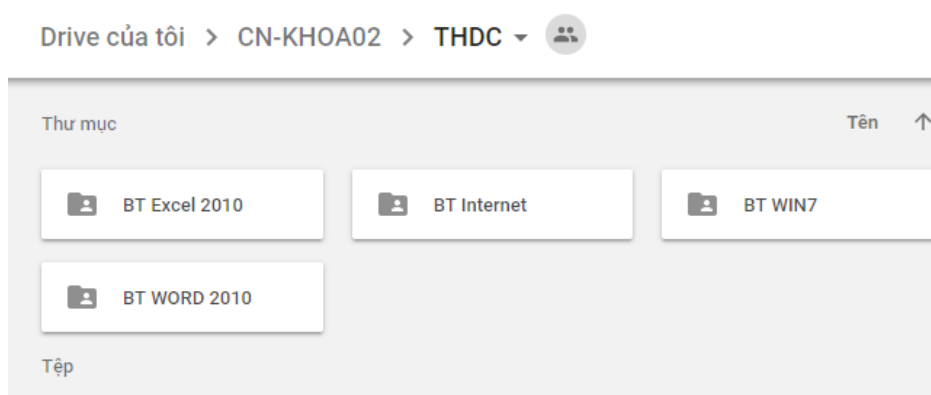 Drive của tôi > CN-KHOA02 > THDC
Thư mục Tên
BT Excel 2010 BT Internet BT WIN7
BT WORD 2010
Tệp